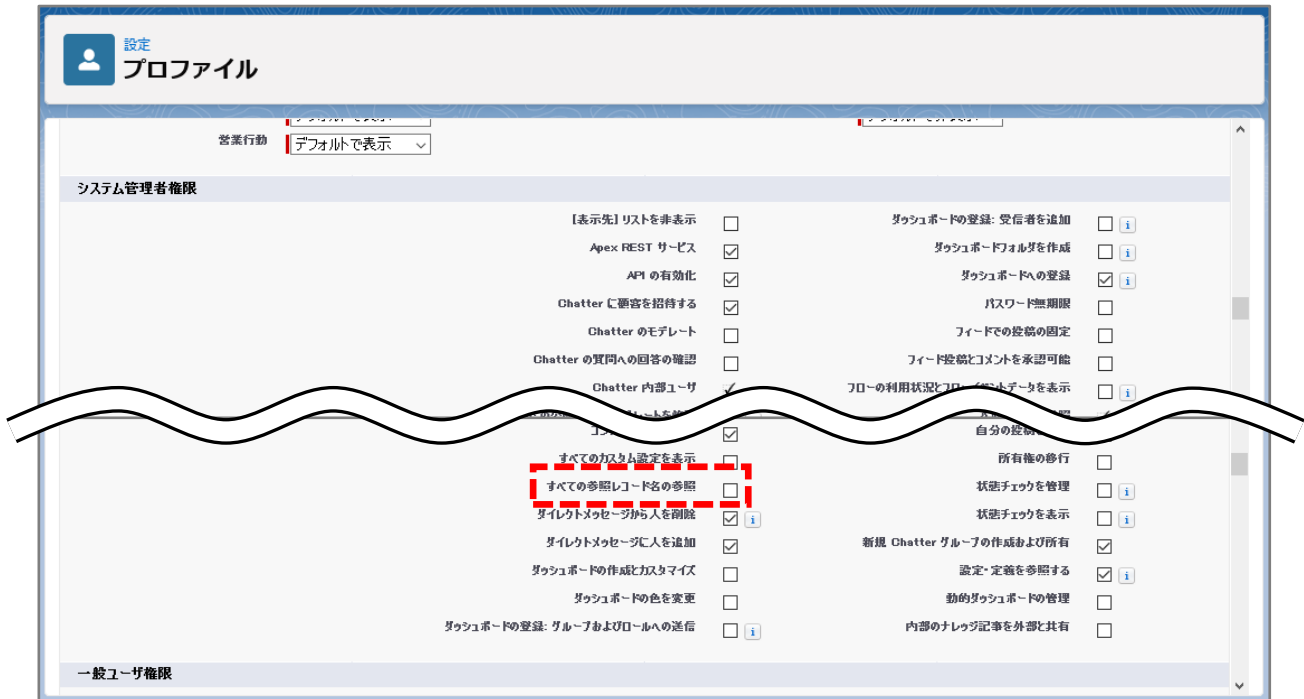 設定
プロファイル
営業行動 デフォルトで表示
システム管理者権限
[表示先] リストを非表示 ダッシュボードの登録: 受信者を追加
Apex REST サービス ダッシュボードフォルダを作成
API の有効化 ダッシュボードへの登録
Chatter に顧客を招待する パスワード無期限
Chatter のモデレート フィードでの投稿の固定
Chatter の質問への回答の確認 フィード投稿とコメントを承認可能
Chatter 内部ユーザ フローの利用状況とフロー データを表示
自分の投稿
すべてのカスタム設定を表示 所有権の移行
すべての参照レコード名の参照 状態チェックを管理
ダイレクトメッセージから人を削除 状態チェックを表示
ダイレクトメッセージに人を追加 新規 Chatter グループの作成および所有
ダッシュボードの作成とカスタマイズ 設定・定義を参照する
ダッシュボードの色を変更 動的ダッシュボードの管理
ダッシュボードの登録: グループおよびロールへの送信 内部のナレッジ記事を外部と共有
一般ユーザ権限